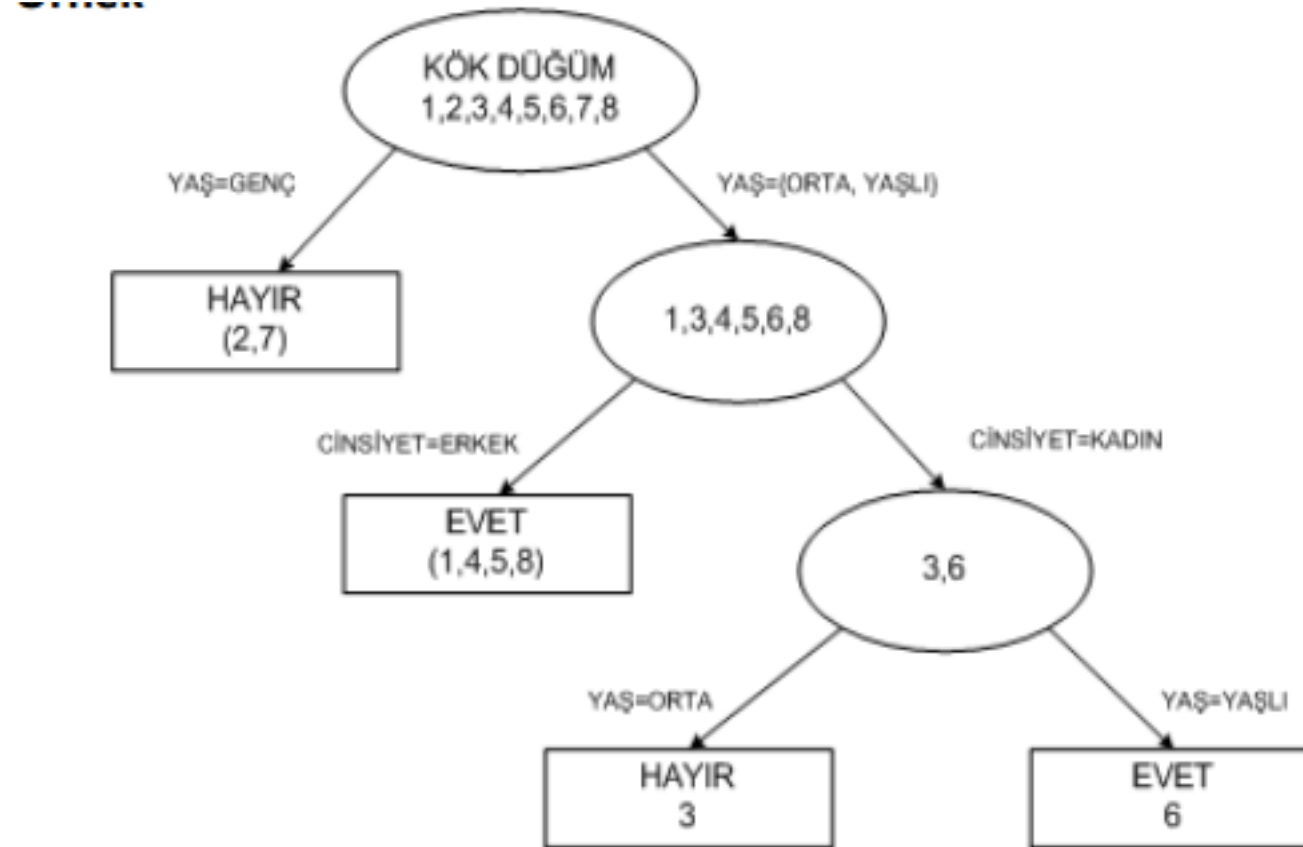 Örnek
KÖK DÜĞÜM
1,2,3,4,5,6,7,8
YAŞ=GENÇ
YAŞ=(ORTA, YAŞLI)
HAYIR
(2,7)
1,3,4,5,6,8
CİNSİYET=ERKEK
CİNSİYET=KADIN
EVET
(1,4,5,8)
3,6
YAŞ=ORTA
YAŞ=YAŞLI
HAYIR
3
EVET
6